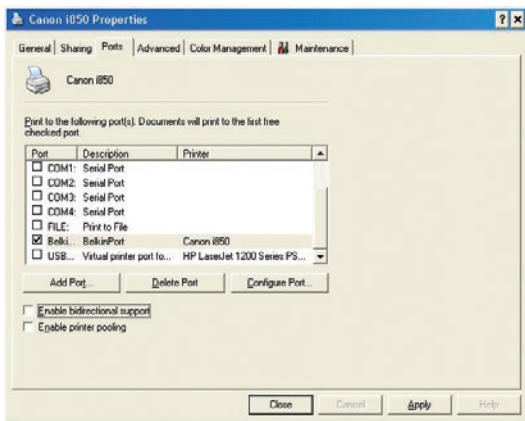 Canon i850 Properties
General Sharing Ports Advanced Color Management Maintenance
Canon i850
Print to the following port(s). Documents will print to the first free
checked port.
Port Description Printer
COM1: Serial Port
COM2: Serial Port
COM3: Serial Port
COM4: Serial Port
FILE: Print to File
Belki... BelkinPort Canon i850
USB... Virtual printer port fo... HP LaserJet 1200 Series PS...
Add Port... Delete Port Configure Port...
Enable bidirectional support
Enable printer pooling
Close Cancel Apply Help